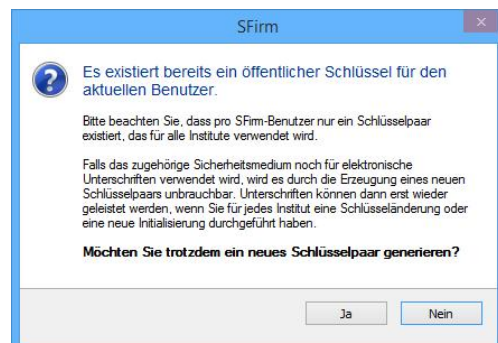 SFirm
Es existiert bereits ein öffentlicher Schlüssel für den
aktuellen Benutzer.
Bitte beachten Sie, dass pro SFirm-Benutzer nur ein Schlüsselpaar
existiert, das für alle Institute verwendet wird.
Falls das zugehörige Sicherheitsmedium noch für elektronische
Unterschriften verwendet wird, wird es durch die Erzeugung eines neuen
Schlüsselpaars unbrauchbar. Unterschriften können dann erst wieder
geleistet werden, wenn Sie für jedes Institut eine Schlüsseländerung oder
eine neue Initialisierung durchgeführt haben.
Möchten Sie trotzdem ein neues Schlüsselpaar generieren?
Ja
Nein